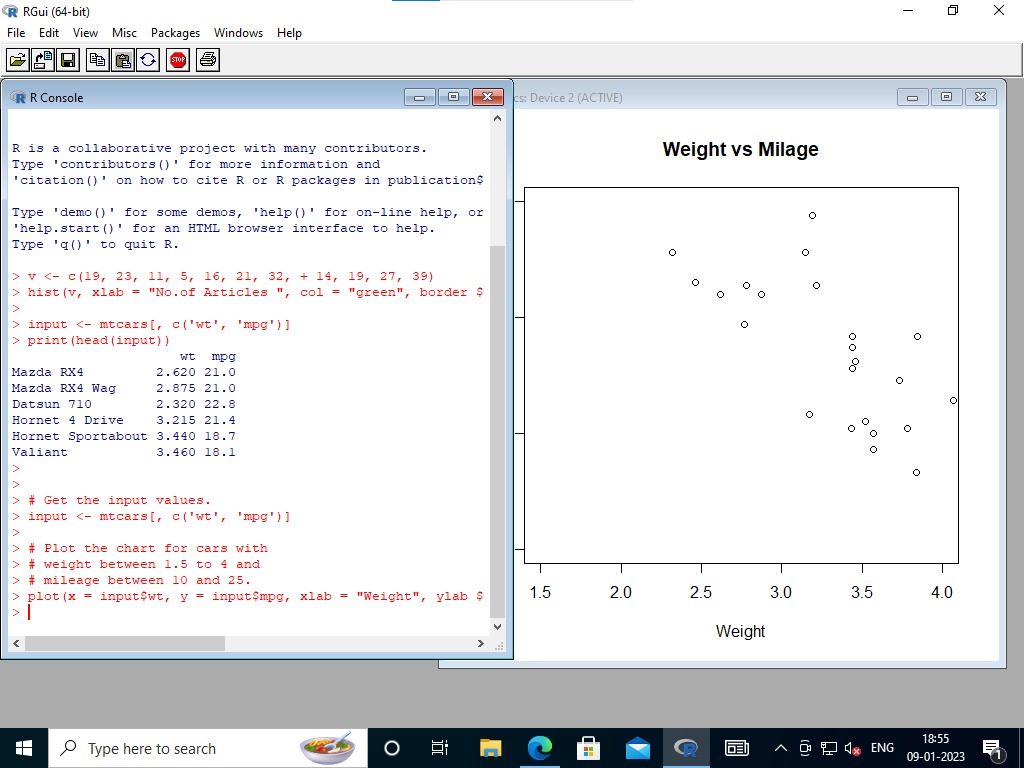 RGui (64-bit)
File Edit View Misc Packages Windows Help
STOP
R Console
R is a collaborative project with many contributors.
Type 'contributors()' for more information and
'citation()' on how to cite R or R packages in publication$
Type 'demo()' for some demos, 'help()' for on-line help, or
'help.start()' for an HTML browser interface to help.
Type 'q()' to quit R.
> v <- c(19, 23, 11, 5, 16, 21, 32, + 14, 19, 27, 39)
> hist(v, xlab = "No.of Articles ", col = "green", border $
>
> input <- mtcars[, c('wt', 'mpg')]
> print(head(input))
wt mpg
Mazda RX4 2.620 21.0
Mazda RX4 Wag 2.875 21.0
Datsun 710 2.320 22.8
Hornet 4 Drive 3.215 21.4
Hornet Sportabout 3.440 18.7
Valiant 3.460 18.1
>
>
> # Get the input values.
> input <- mtcars[, c('wt', 'mpg')]
>
> # Plot the chart for cars with
> # weight between 1.5 to 4 and
> # mileage between 10 and 25.
> plot(x = input$wt, y = input$mpg, xlab = "Weight", ylab $
>
cs: Device 2 (ACTIVE)
Weight vs Milage
1.5 2.0 2.5 3.0 3.5 4.0
Weight
Type here to search
ENG
18:55
09-01-2023
1